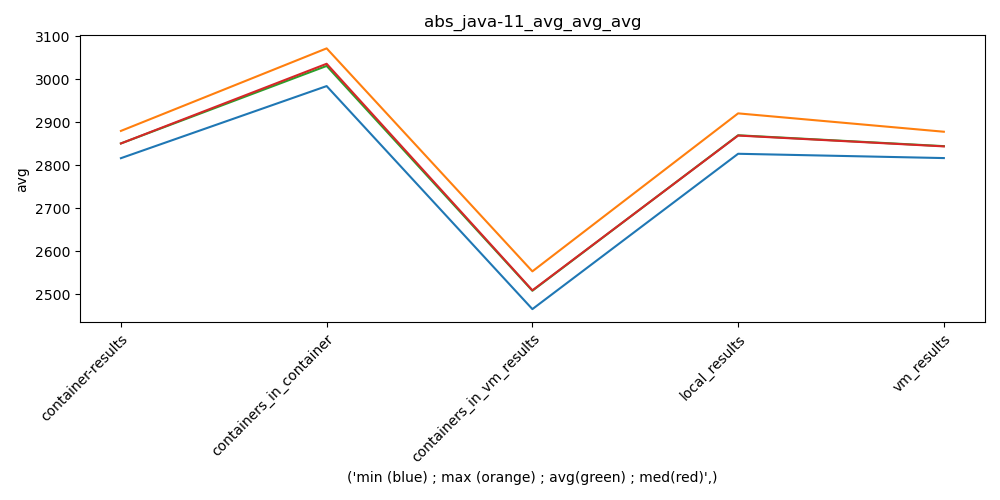 abs_java-11_avg_avg_avg
3100
3000
2900
2800
2700
2600
2500
avg
container-results
containers_in_container
containers_in_vm_results
local_results
vm_results
('min (blue) ; max (orange) ; avg(green) ; med(red)',)